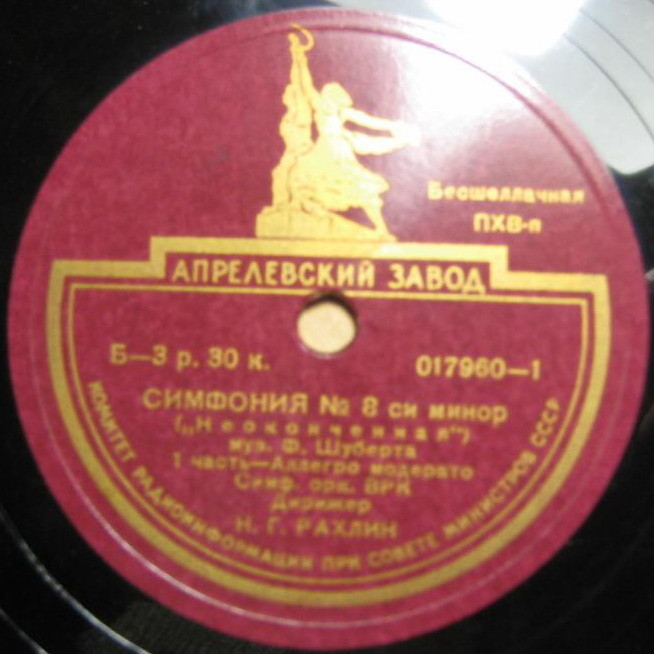 Бесшеллачная
ПХВ-п
АПРЕЛЕВСКИЙ ЗАВОД
Б—3 р. 30 к.
017960—1
СИМФОНИЯ № 8 си минор
(„Неоконченная")
муз. Ф. Шуберта
1 часть—Аллегро модерато
Симф. орк. ВРК
Дирижер
Н. Г. РАХЛИН
КОМИТЕТ РАДИОИНФОРМАЦИИ ПРИ СОВЕТЕ МИНИСТРОВ СССР